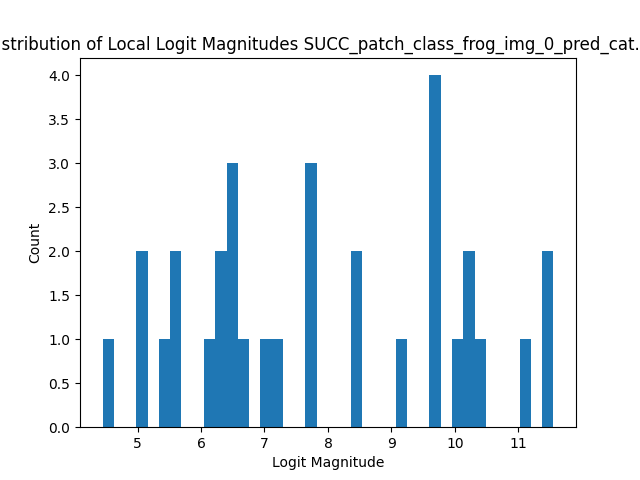 stribution of Local Logit Magnitudes SUCC_patch_class_frog_img_0_pred_cat.
4.0
3.5
3.0
2.5
2.0
1.5
1.0
0.5
0.0
Count
5 6 7 8 9 10 11
Logit Magnitude